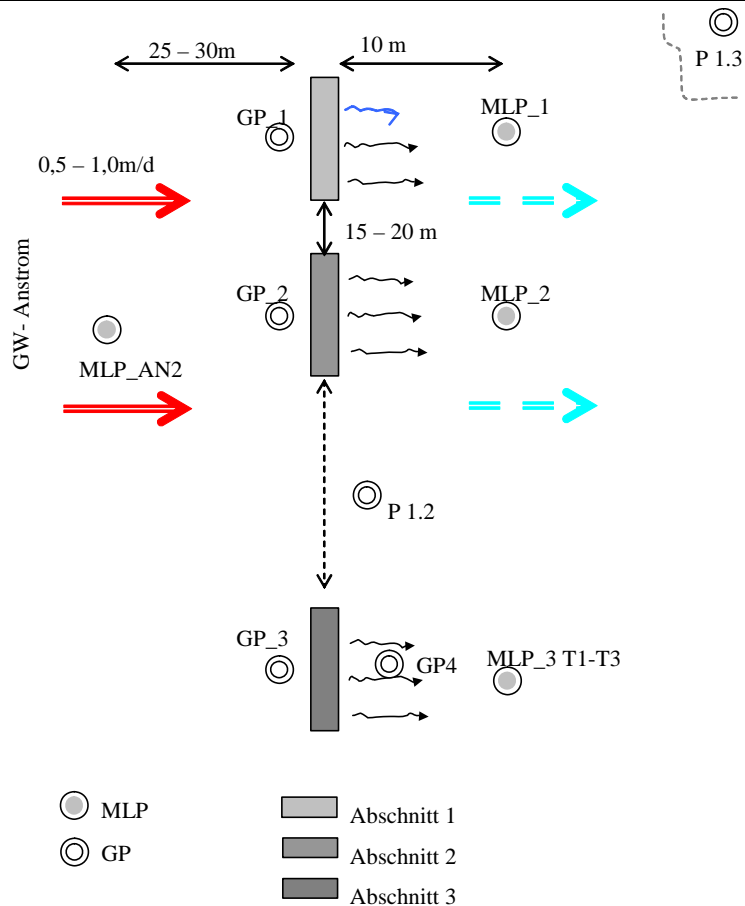 25 – 30m
10 m
P 1.3
GP_1
MLP_1
0,5 – 1,0m/d
15 – 20 m
GW- Anstrom
GP_2
MLP_2
MLP_AN2
P 1.2
GP_3
GP4
MLP_3 T1-T3
MLP
GP
Abschnitt 1
Abschnitt 2
Abschnitt 3